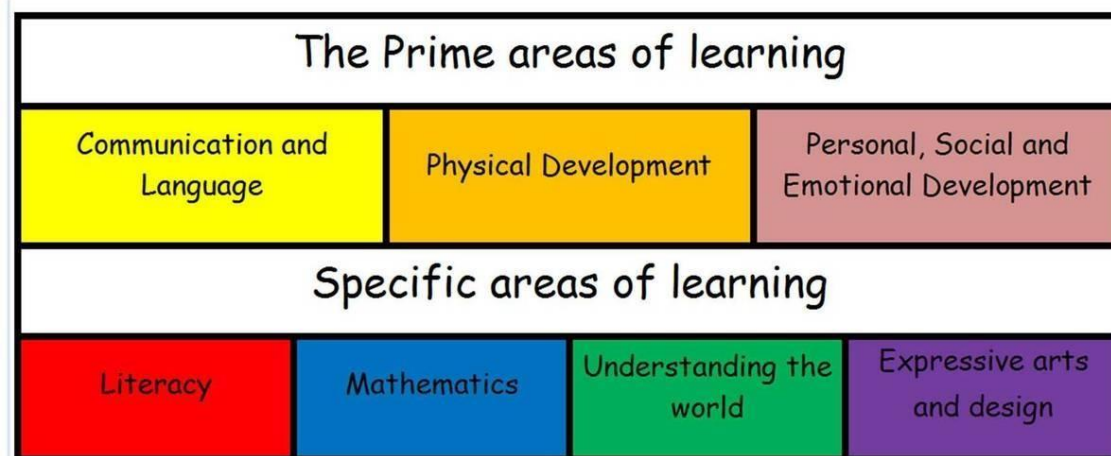 The Prime areas of learning
Communication and
Language
Physical Development
Personal, Social and
Emotional Development
Specific areas of learning
Literacy
Mathematics
Understanding the
world
Expressive arts
and design